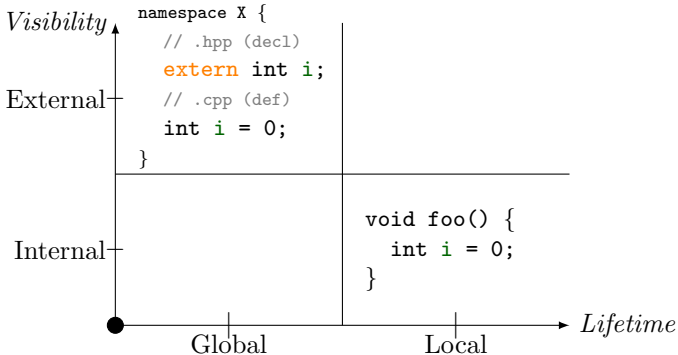 Visibility
namespace X {
// .hpp (decl)
extern int i;
External
// .cpp (def)
int i = 0;
}
void foo() {
Internal
int i = 0;
}
Lifetime
Global
Local